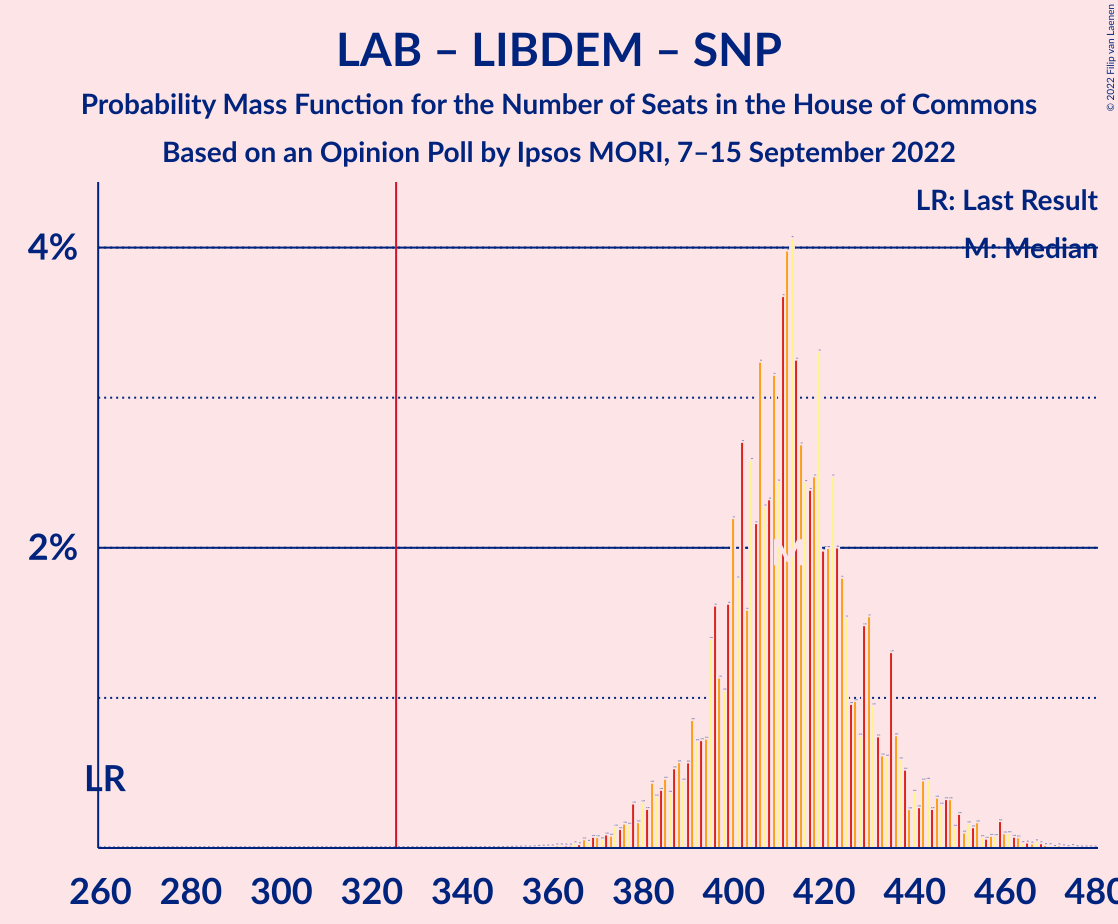 LAB – LIBDEM – SNP
Probability Mass Function for the Number of Seats in the House of Commons
Based on an Opinion Poll by Ipsos MORI, 7–15 September 2022
© 2022 Filip van Laenen
LR: Last Result
M: Median
4%
2%
M
LR
260 280 300 320 340 360 380 400 420 440 460 480